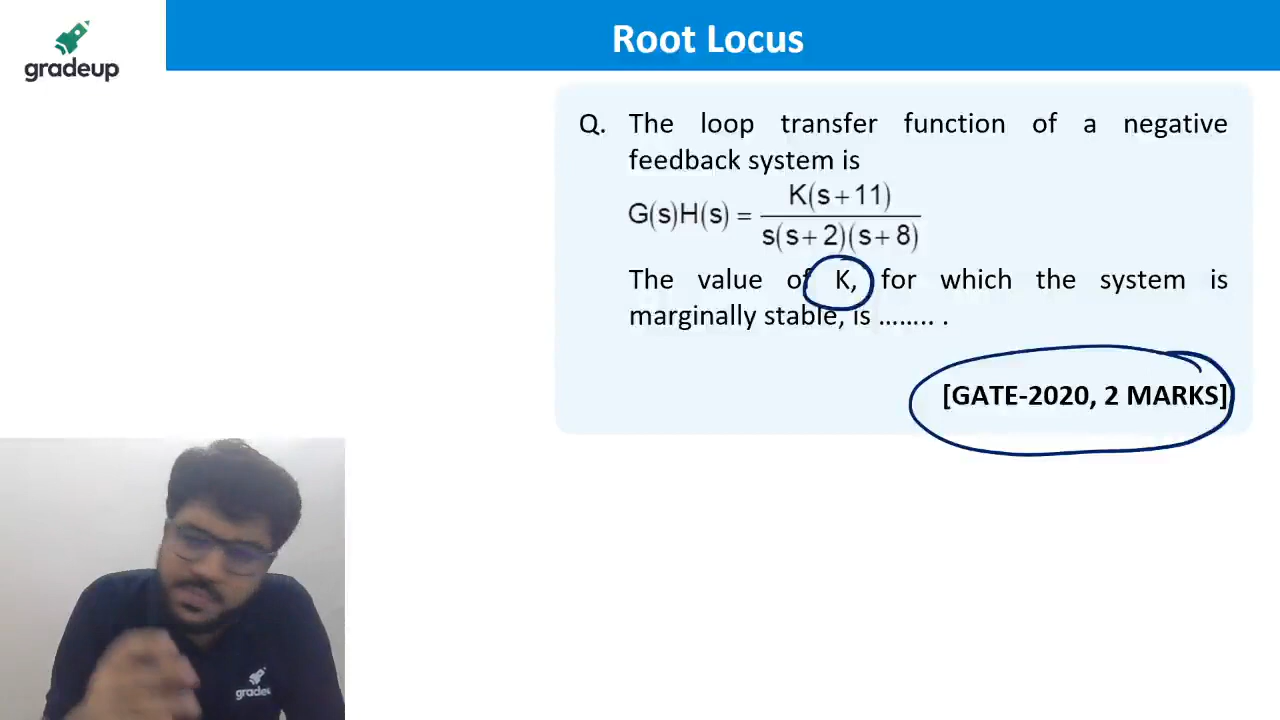 gradeup
Root Locus
Q. The loop transfer function of a negative
feedback system is
G(s)H(s) = K(s+11) / s(s+2)(s+8)
The value of K, for which the system is
marginally stable, is …….. .
[GATE-2020, 2 MARKS]
gradeup